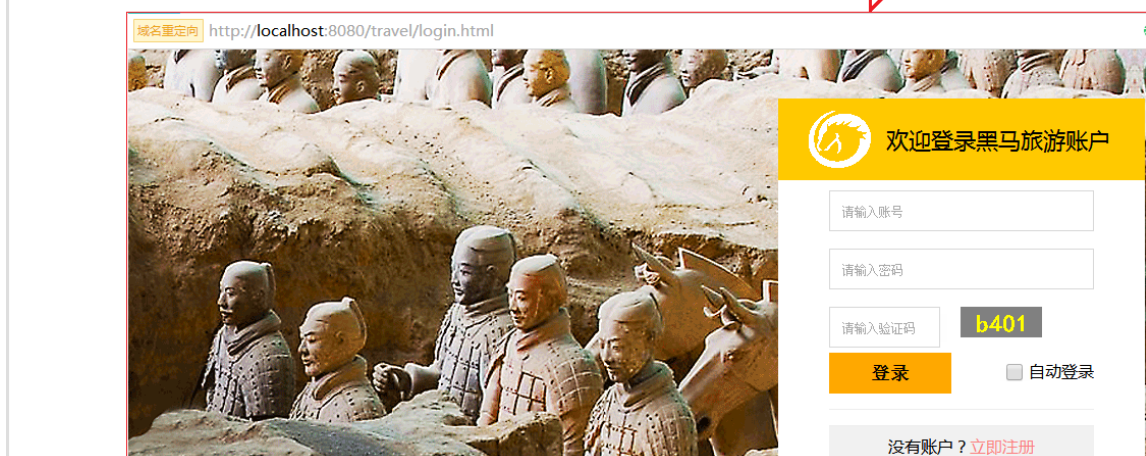 域名重定向 http://localhost:8080/travel/login.html
欢迎登录黑马旅游账户
请输入账号
请输入密码
请输入验证码 b401
登录 自动登录
没有账户？立即注册